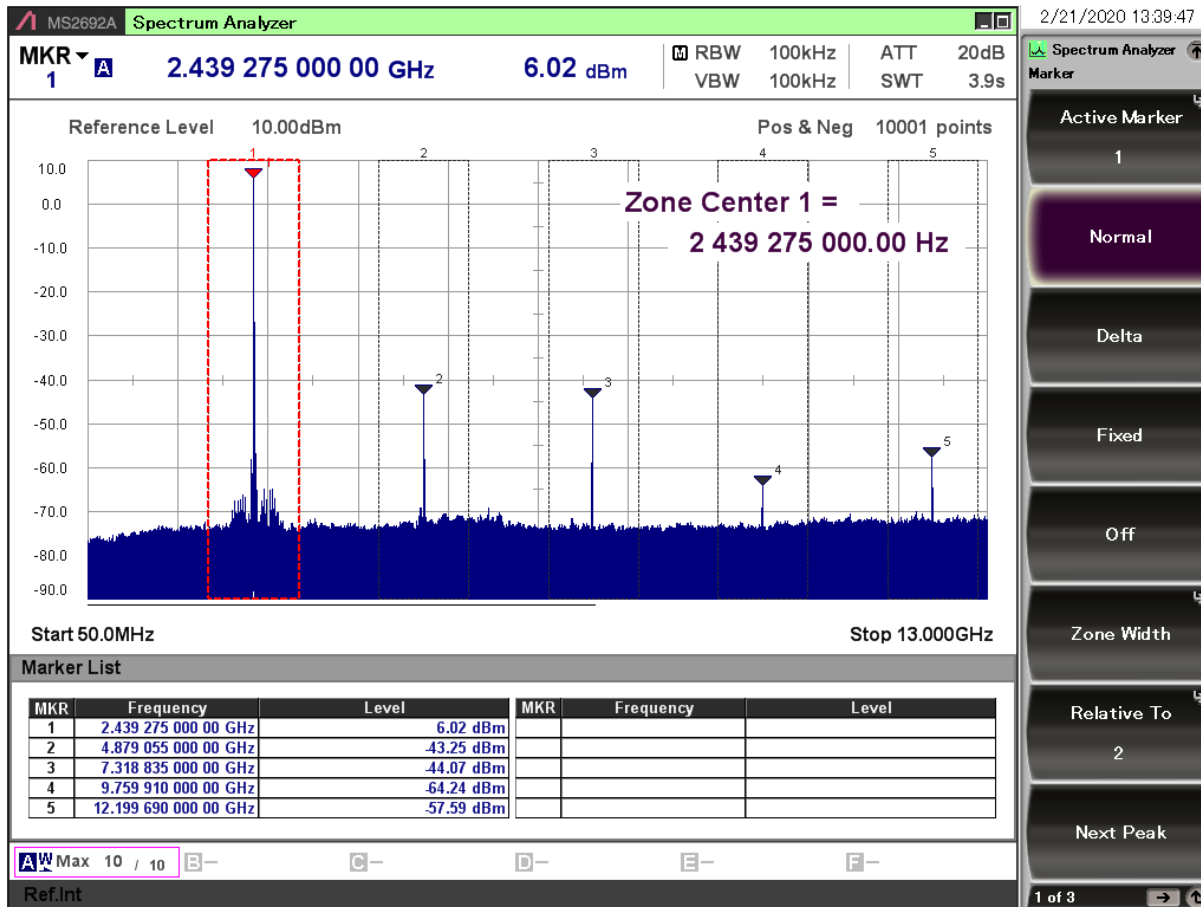 MS2692A Spectrum Analyzer
2/21/2020 13:39:47
MKR 1 A 2.439 275 000 00 GHz 6.02 dBm
M RBW 100kHz ATT 20dB
VBW 100kHz SWT 3.9s
Reference Level 10.00dBm Pos & Neg 10001 points
1 2 3 4 5
10.0
0.0
-10.0
-20.0
-30.0
-40.0
-50.0
-60.0
-70.0
-80.0
-90.0
Zone Center 1 =
2 439 275 000.00 Hz
2
3
4
5
Start 50.0MHz Stop 13.000GHz
Marker List
MKR Frequency Level MKR Frequency Level
1 2.439 275 000 00 GHz 6.02 dBm
2 4.879 055 000 00 GHz -43.25 dBm
3 7.318 835 000 00 GHz -44.07 dBm
4 9.759 910 000 00 GHz -64.24 dBm
5 12.199 690 000 00 GHz -57.59 dBm
A W Max 10 / 10 B- C- D- E- F-
Ref.Int
Spectrum Analyzer
Marker
Active Marker
1
Normal
Delta
Fixed
Off
Zone Width
Relative To
2
Next Peak
1 of 3